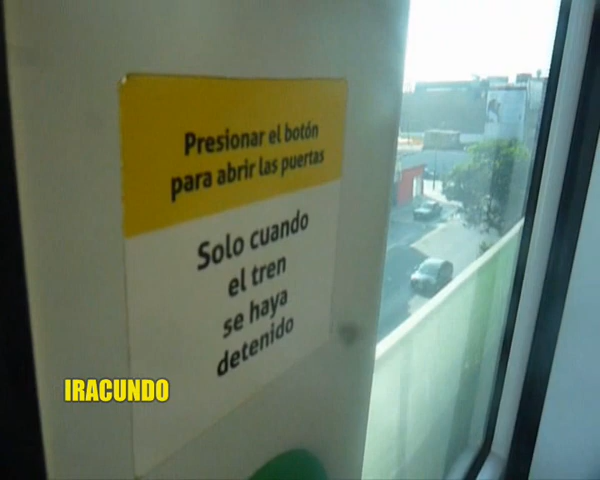 Presionar el botón
para abrir las puertas
Solo cuando
el tren
se haya
detenido
IRACUNDO